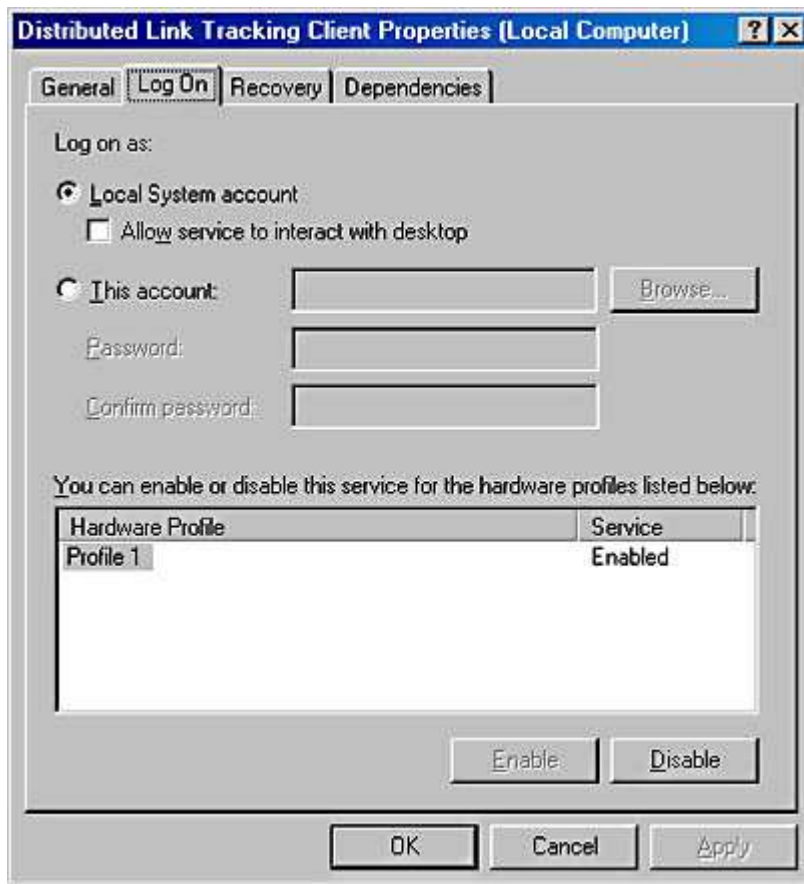 Distributed Link Tracking Client Properties (Local Computer) ? X
General Log On Recovery Dependencies
Log on as:
Local System account
Allow service to interact with desktop
This account: Browse...
Password:
Confirm password:
You can enable or disable this service for the hardware profiles listed below:
Hardware Profile Service
Profile 1 Enabled
Enable Disable
OK Cancel Apply